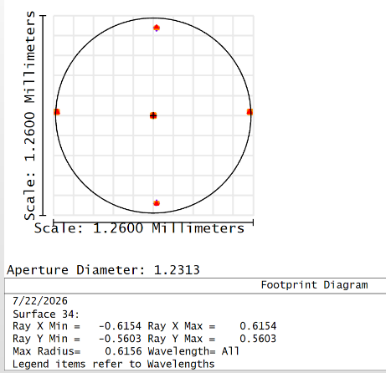 Scale: 1.2600 Millimeters
Scale: 1.2600 Millimeters
Aperture Diameter: 1.2313
Footprint Diagram
7/22/2026
Surface 34:
Ray X Min =   -0.6154 Ray X Max =    0.6154
Ray Y Min =   -0.5603 Ray Y Max =    0.5603
Max Radius=    0.6156 Wavelength= All
Legend items refer to Wavelengths